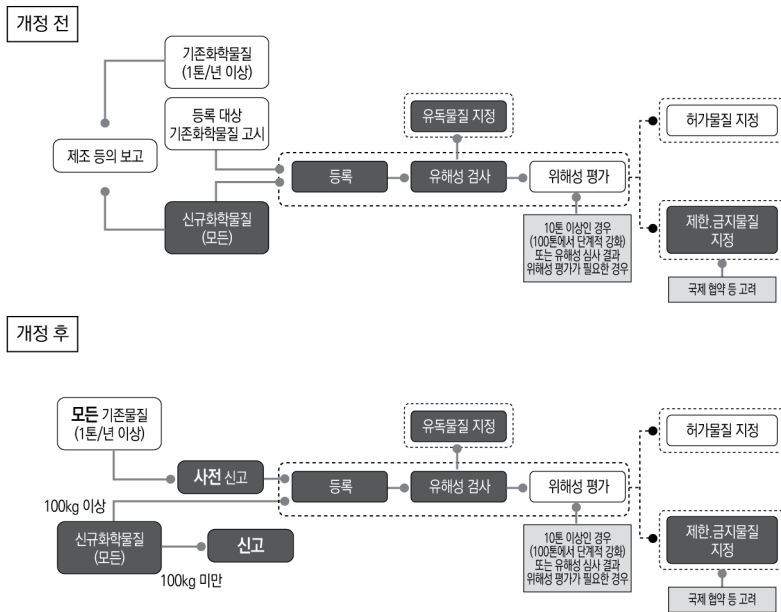 개정 전
기존화학물질
(1톤/년 이상)
등록 대상
기존화학물질 고시
제조 등의 보고
신규화학물질
(모든)
등록
유독물질 지정
유해성 검사
위해성 평가
10톤 이상인 경우
(100톤에서 단계적 강화)
또는 유해성 심사 결과
위해성 평가가 필요한 경우
허가물질 지정
제한.금지물질
지정
국제 협약 등 고려
개정 후
모든 기존물질
(1톤/년 이상)
사전 신고
100kg 이상
신규화학물질
(모든)
신고
100kg 미만
등록
유독물질 지정
유해성 검사
위해성 평가
10톤 이상인 경우
(100톤에서 단계적 강화)
또는 유해성 심사 결과
위해성 평가가 필요한 경우
허가물질 지정
제한.금지물질
지정
국제 협약 등 고려